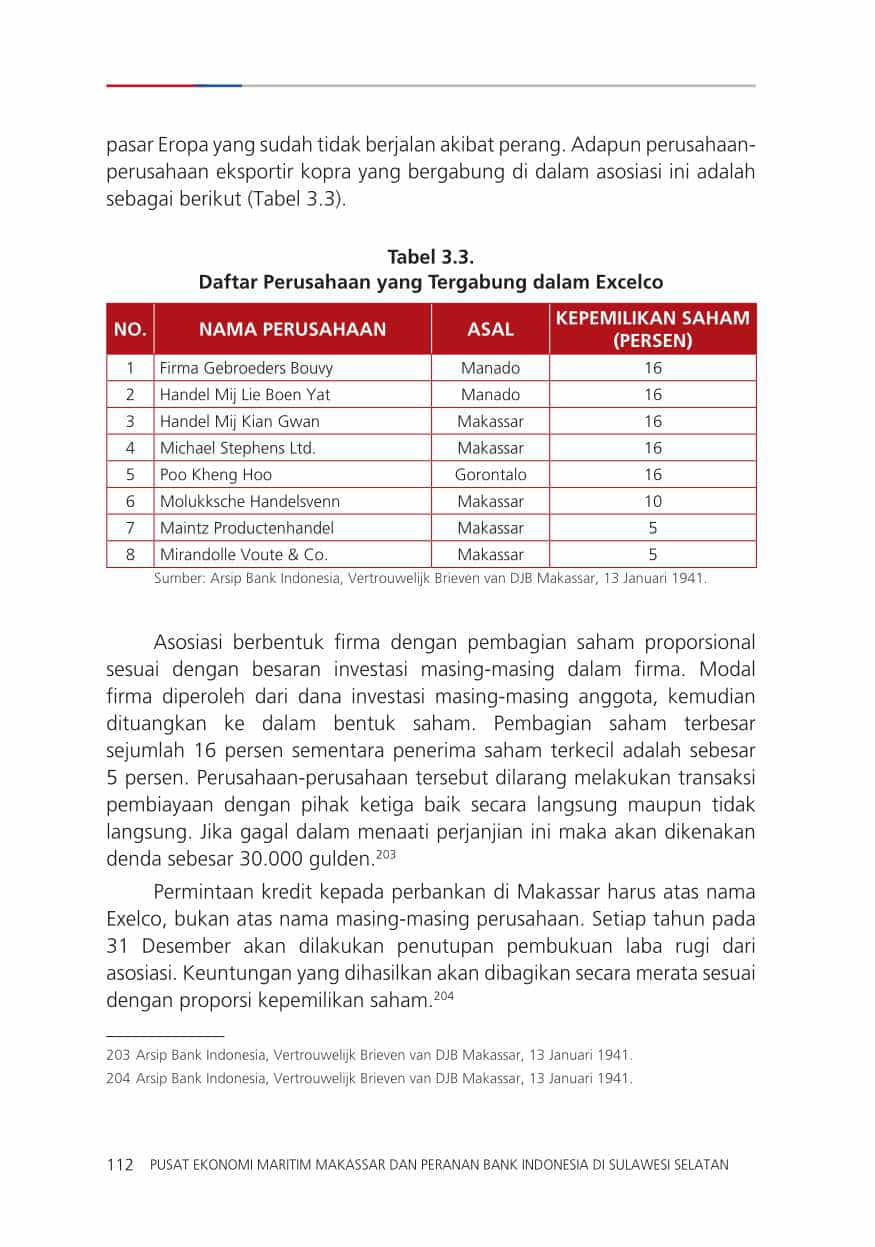 pasar Eropa yang sudah tidak berjalan akibat perang. Adapun perusahaan-
perusahaan eksportir kopra yang bergabung di dalam asosiasi ini adalah
sebagai berikut (Tabel 3.3).
Tabel 3.3.
Daftar Perusahaan yang Tergabung dalam Excelco
NO. NAMA PERUSAHAAN ASAL KEPEMILIKAN SAHAM (PERSEN)
1 Firma Gebroeders Bouvy Manado 16
2 Handel Mij Lie Boen Yat Manado 16
3 Handel Mij Kian Gwan Makassar 16
4 Michael Stephens Ltd. Makassar 16
5 Poo Kheng Hoo Gorontalo 16
6 Molukksche Handelsvenn Makassar 10
7 Maintz Productenhandel Makassar 5
8 Mirandolle Voute & Co. Makassar 5
Sumber: Arsip Bank Indonesia, Vertrouwelijk Brieven van DJB Makassar, 13 Januari 1941.
Asosiasi berbentuk firma dengan pembagian saham proporsional
sesuai dengan besaran investasi masing-masing dalam firma. Modal
firma diperoleh dari dana investasi masing-masing anggota, kemudian
dituangkan ke dalam bentuk saham. Pembagian saham terbesar
sejumlah 16 persen sementara penerima saham terkecil adalah sebesar
5 persen. Perusahaan-perusahaan tersebut dilarang melakukan transaksi
pembiayaan dengan pihak ketiga baik secara langsung maupun tidak
langsung. Jika gagal dalam menaati perjanjian ini maka akan dikenakan
denda sebesar 30.000 gulden.203
Permintaan kredit kepada perbankan di Makassar harus atas nama
Exelco, bukan atas nama masing-masing perusahaan. Setiap tahun pada
31 Desember akan dilakukan penutupan pembukuan laba rugi dari
asosiasi. Keuntungan yang dihasilkan akan dibagikan secara merata sesuai
dengan proporsi kepemilikan saham.204
203 Arsip Bank Indonesia, Vertrouwelijk Brieven van DJB Makassar, 13 Januari 1941.
204 Arsip Bank Indonesia, Vertrouwelijk Brieven van DJB Makassar, 13 Januari 1941.
112 PUSAT EKONOMI MARITIM MAKASSAR DAN PERANAN BANK INDONESIA DI SULAWESI SELATAN